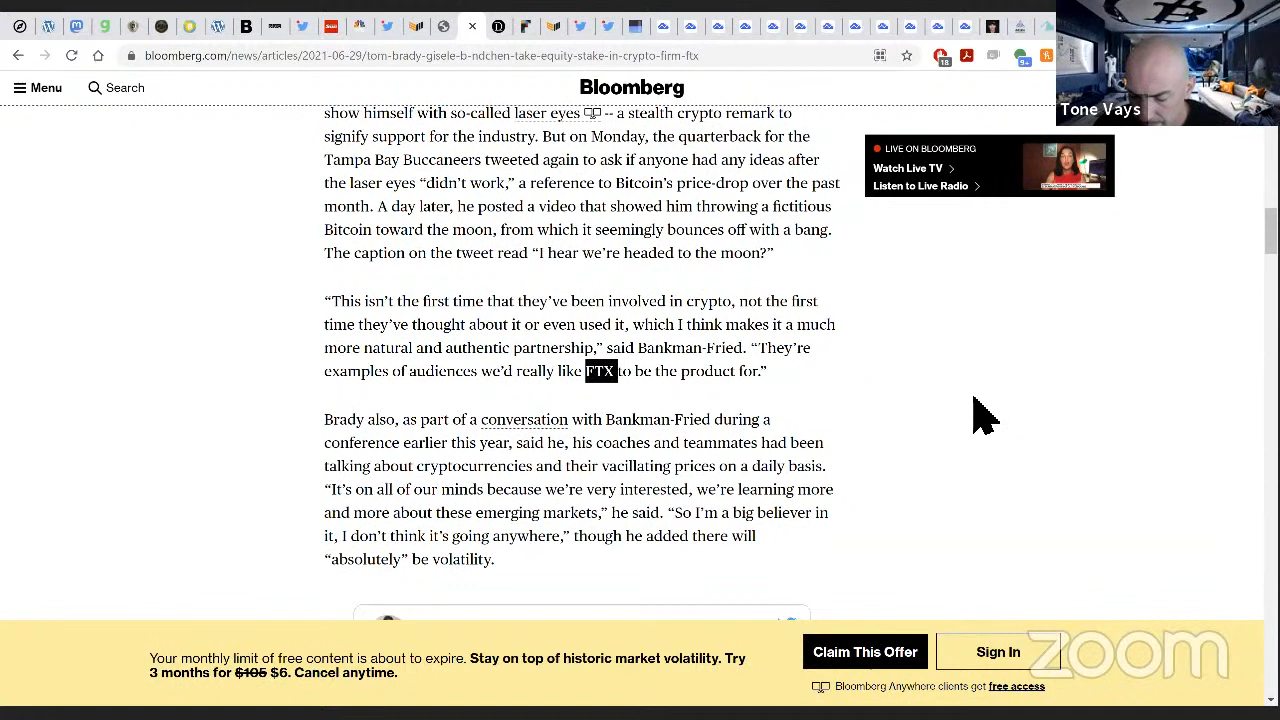 bloomberg.com/news/article/2021-06-29/tom-brady-gisele-b-ndchen-take-equity-stake-in-crypto-firm-ftx
18
9+
Tone Vays
Menu
Search
Bloomberg
show himself with so-called laser eyes -- a stealth crypto remark to
signify support for the industry. But on Monday, the quarterback for the
Tampa Bay Buccaneers tweeted again to ask if anyone had any ideas after
the laser eyes “didn’t work,” a reference to Bitcoin’s price-drop over the past
month. A day later, he posted a video that showed him throwing a fictitious
Bitcoin toward the moon, from which it seemingly bounces off with a bang.
The caption on the tweet read “I hear we’re headed to the moon?”
“This isn’t the first time that they’ve been involved in crypto, not the first
time they’ve thought about it or even used it, which I think makes it a much
more natural and authentic partnership,” said Bankman-Fried. “They’re
examples of audiences we’d really like FTX to be the product for.”
Brady also, as part of a conversation with Bankman-Fried during a
conference earlier this year, said he, his coaches and teammates had been
talking about cryptocurrencies and their vacillating prices on a daily basis.
“It’s on all of our minds because we’re very interested, we’re learning more
and more about these emerging markets,” he said. “So I’m a big believer in
it, I don’t think it’s going anywhere,” though he added there will
“absolutely” be volatility.
LIVE ON BLOOMBERG
Watch Live TV
Listen to Live Radio
Your monthly limit of free content is about to expire. Stay on top of historic market volatility. Try
3 months for $105 $6. Cancel anytime.
Claim This Offer
Sign In
Bloomberg Anywhere clients get free access
zoom